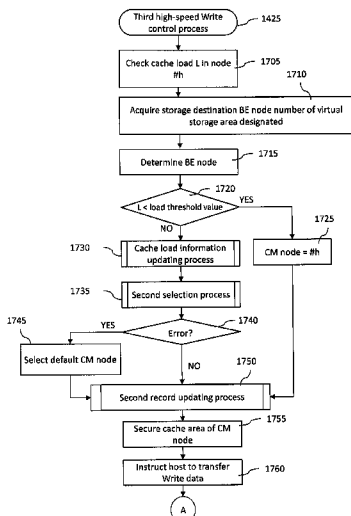 Third high-speed Write
control process
1425
Check cache load L in node
#h
1705
1710
Acquire storage destination BE node number of virtual
storage area designated
Determine BE node
1715
1720
L < load threshold value
YES
NO
1725
CM node = #h
1730
Cache load information
updating process
1735
Second selection process
1745
YES
1740
Error?
Select default CM node
NO
1750
Second record updating process
Secure cache area of CM
node
1755
Instruct host to transfer
Write data
1760
A